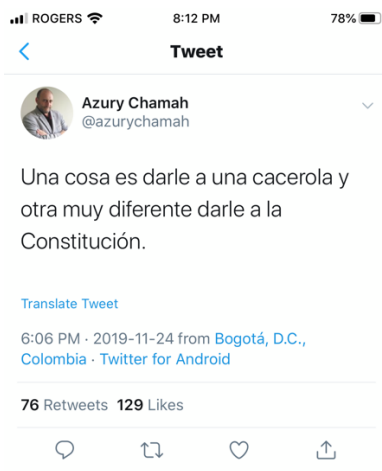 ROGERS 8:12 PM 78%
Tweet
Azury Chamah
@azurychamah
Una cosa es darle a una cacerola y
otra muy diferente darle a la
Constitución.
Translate Tweet
6:06 PM · 2019-11-24 from Bogotá, D.C.,
Colombia · Twitter for Android
76 Retweets 129 Likes